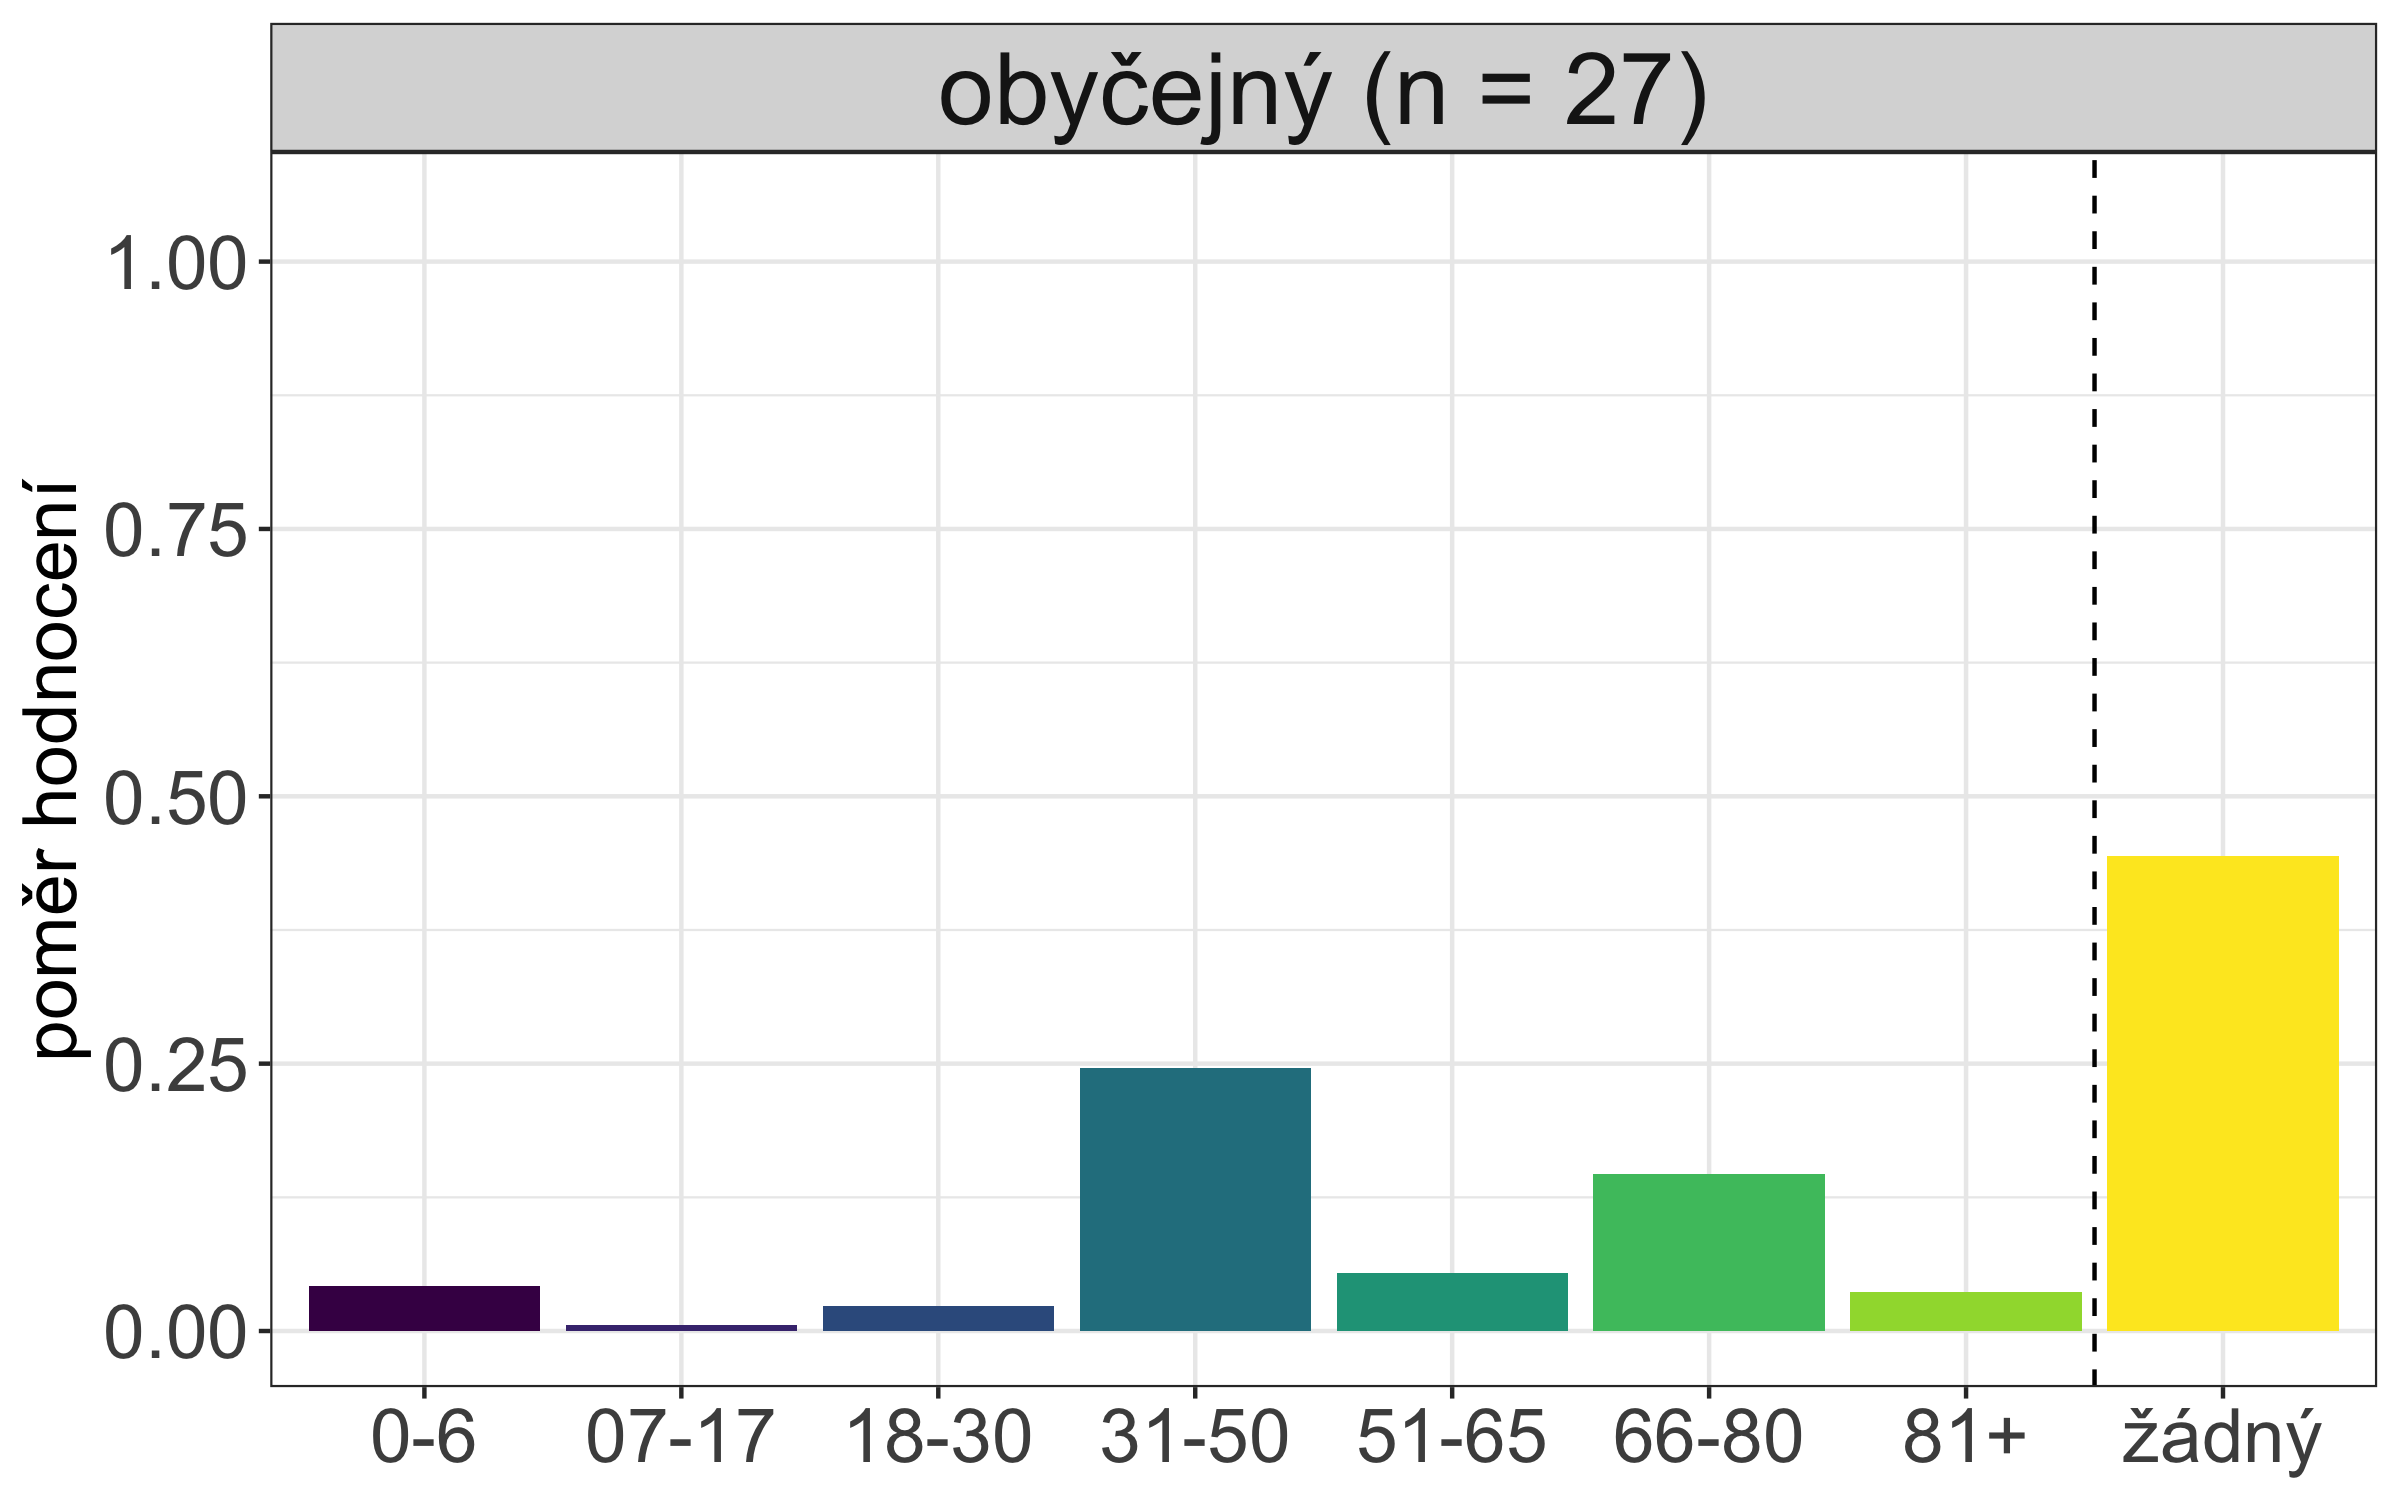 obyčejný (n = 27)
poměr hodnocení
1.00
0.75
0.50
0.25
0.00
0-6 07-17 18-30 31-50 51-65 66-80 81+ žádný